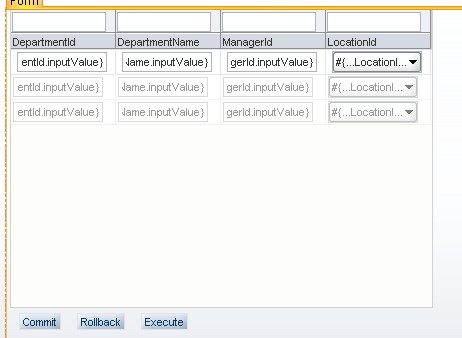 Form
DepartmentId DepartmentName ManagerId LocationId
entId.inputValue} Name.inputValue} gerId.inputValue} #{...LocationI...
entId.inputValue} Name.inputValue} gerId.inputValue} #{...LocationI...
entId.inputValue} Name.inputValue} gerId.inputValue} #{...LocationI...
Commit Rollback Execute